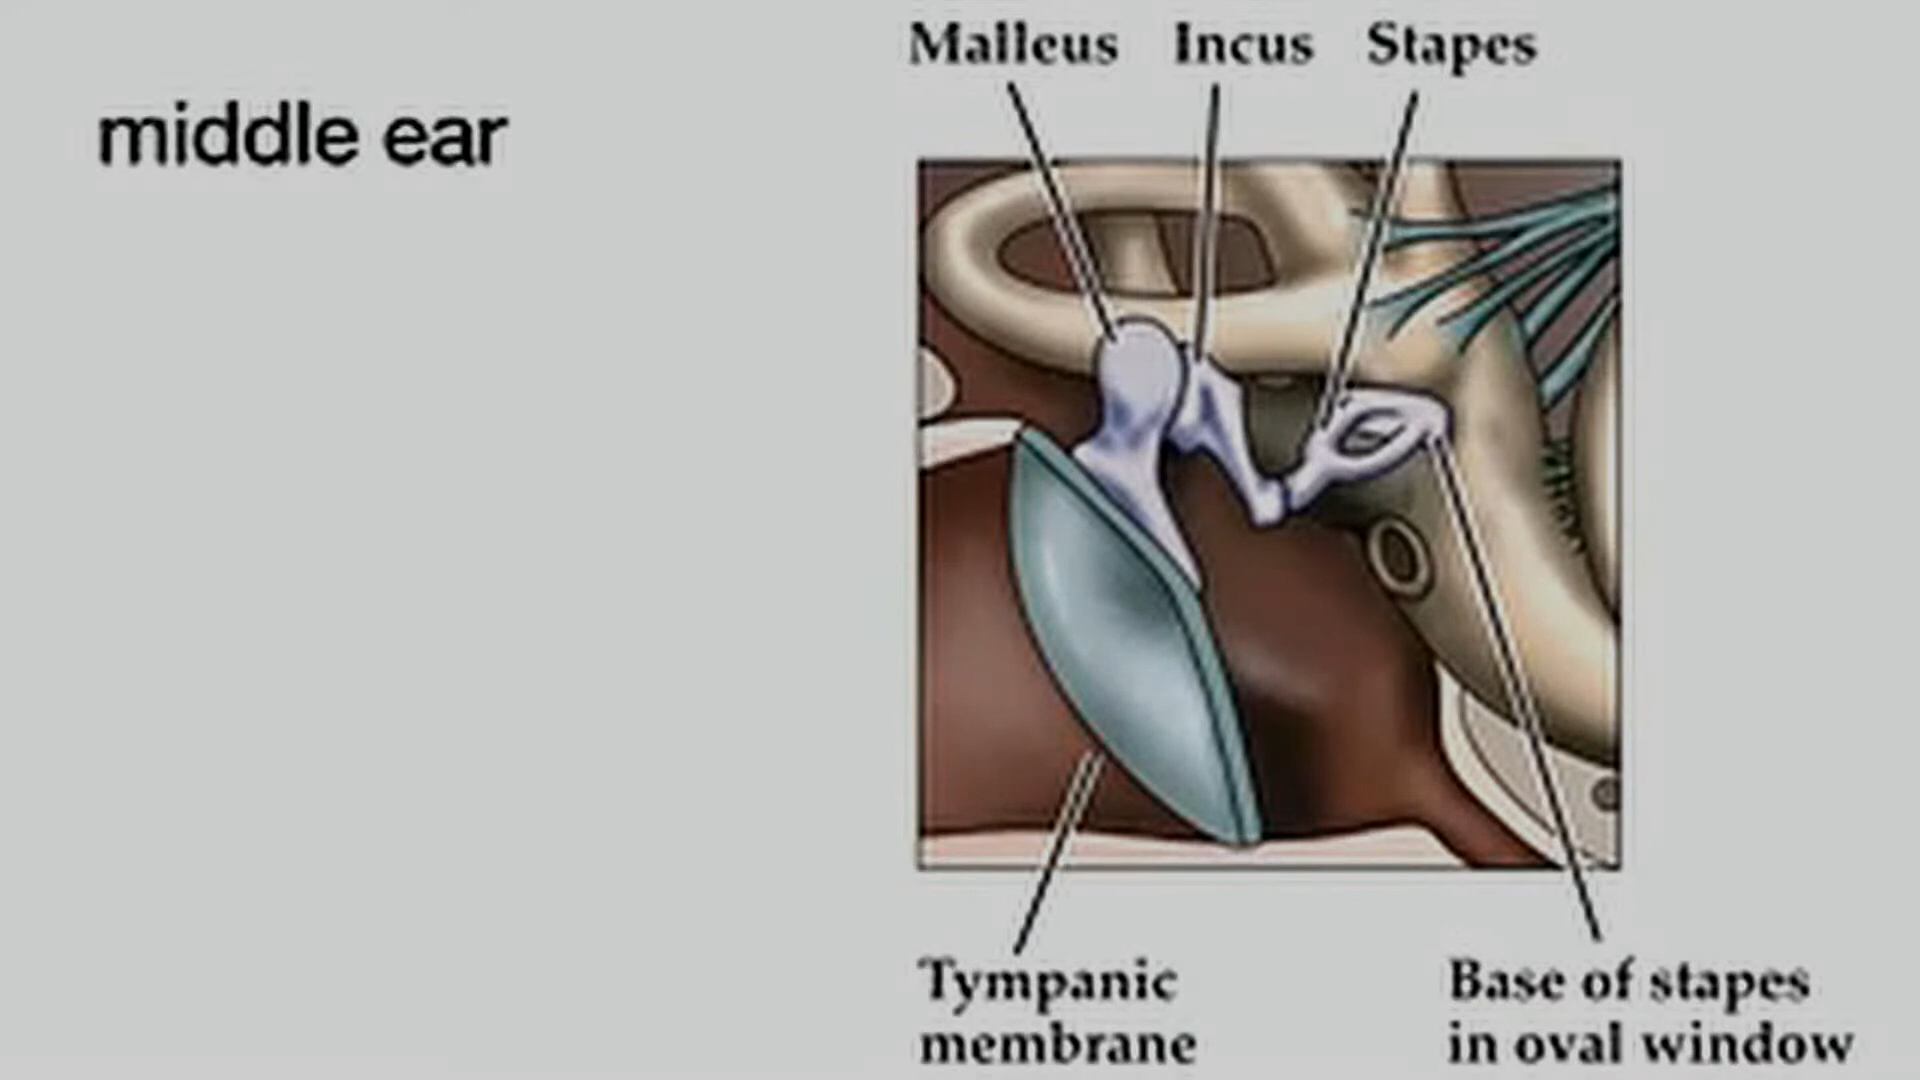 middle ear
Malleus Incus Stapes
Tympanic
membrane
Base of stapes
in oval window